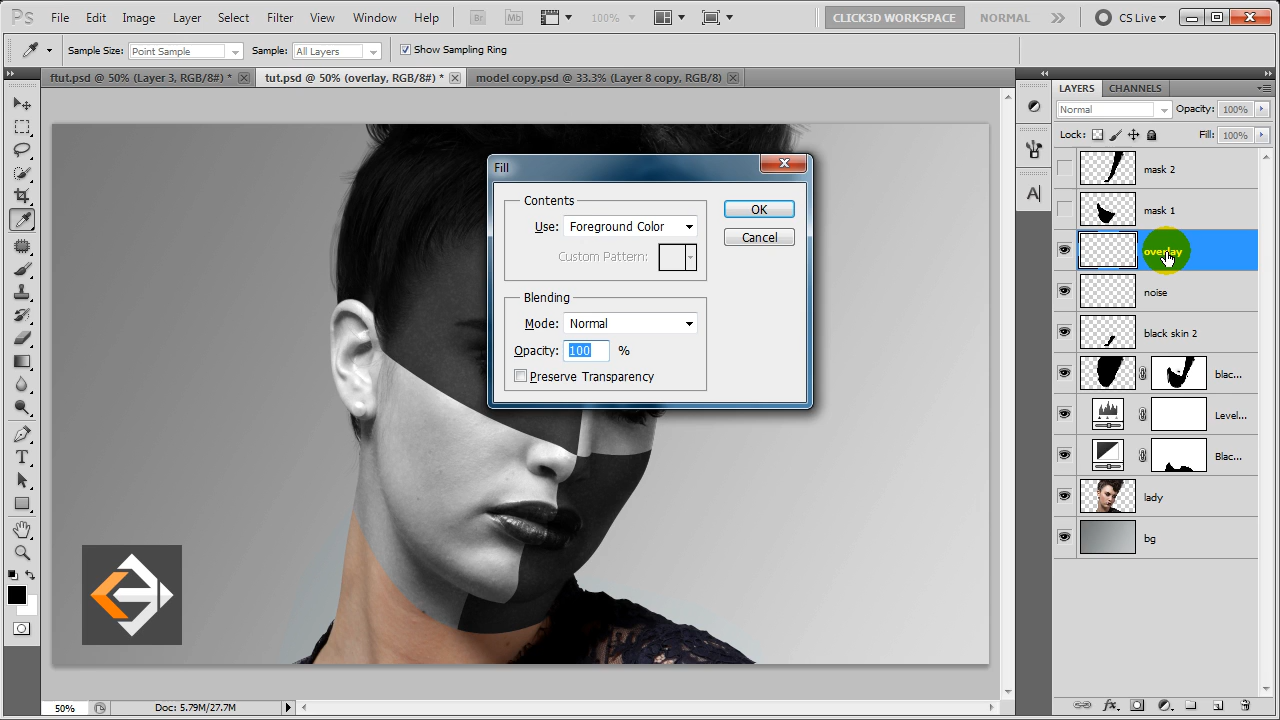 Ps File Edit Image Layer Select Filter View Window Help Br Mb 100% CLICK3D WORKSPACE NORMAL CS Live
Sample Size: Point Sample Sample: All Layers Show Sampling Ring
ftut.psd @ 50% (Layer 3, RGB/8#) * tut.psd @ 50% (overlay, RGB/8#) * model copy.psd @ 33.3% (Layer 8 copy, RGB/8)
LAYERS CHANNELS
Normal Opacity: 100%
Lock: Fill: 100%
Fill
Contents
Use: Foreground Color
Custom Pattern:
OK
Cancel
Blending
Mode: Normal
Opacity: 100 %
Preserve Transparency
mask 2
mask 1
overlay
noise
black skin 2
blac...
Level...
Blac...
lady
bg
50% Doc: 5.79M/27.7M